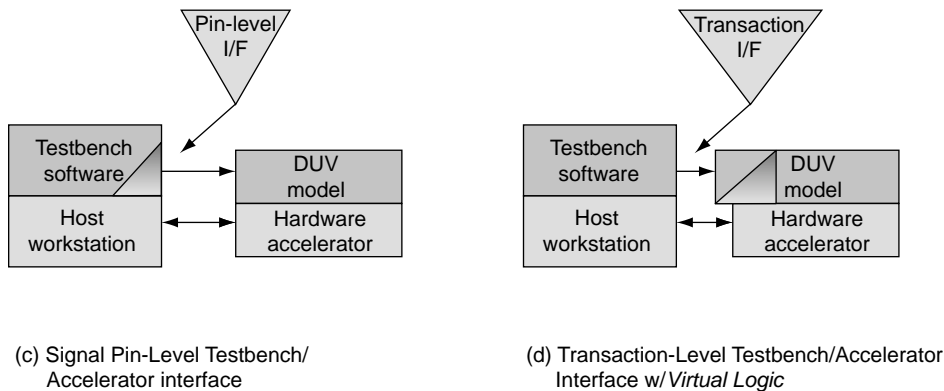 Pin-level
I/F
Testbench
software
DUV
model
Host
workstation
Hardware
accelerator
(c) Signal Pin-Level Testbench/
Accelerator interface
Transaction
I/F
Testbench
software
DUV
model
Host
workstation
Hardware
accelerator
(d) Transaction-Level Testbench/Accelerator
Interface w/Virtual Logic